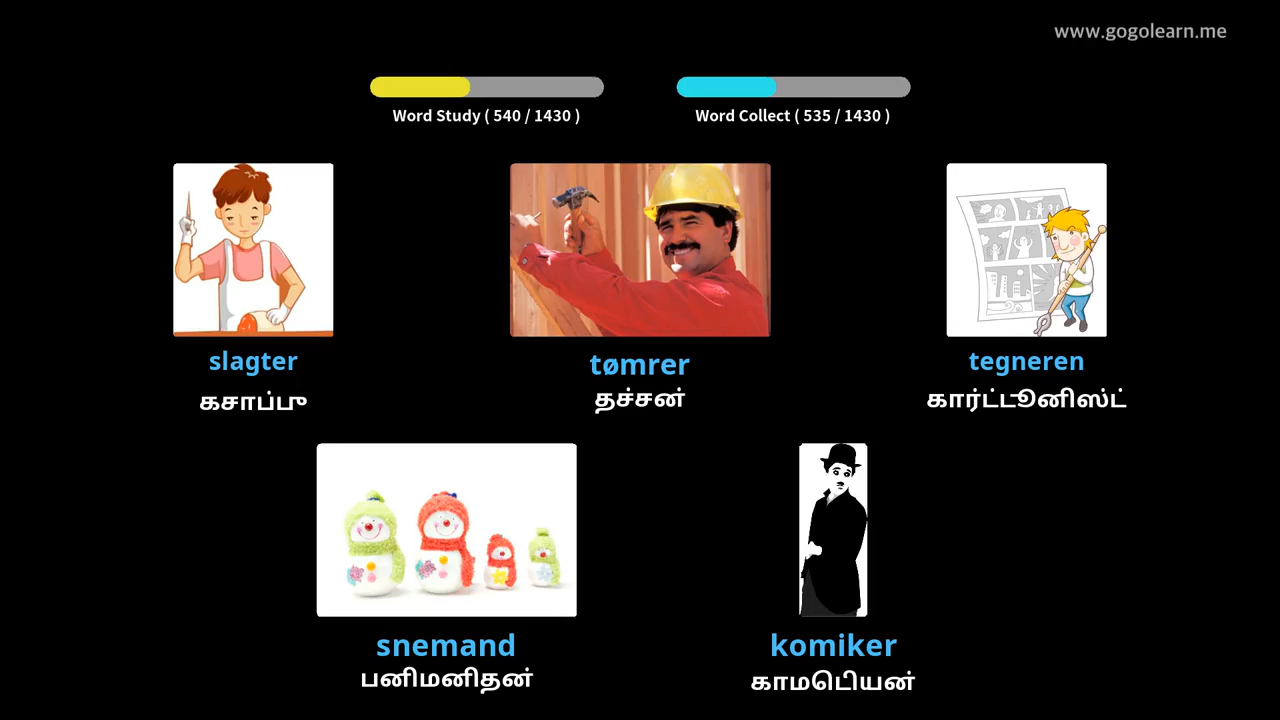 www.gogolearn.me
Word Study ( 540 / 1430 )
Word Collect ( 535 / 1430 )
slagter
tømrer
tegneren
கசாப்பு
தச்சன்
கார்ட்டூனிஸ்ட்
snemand
komiker
பனிமனிதன்
காமெடியன்